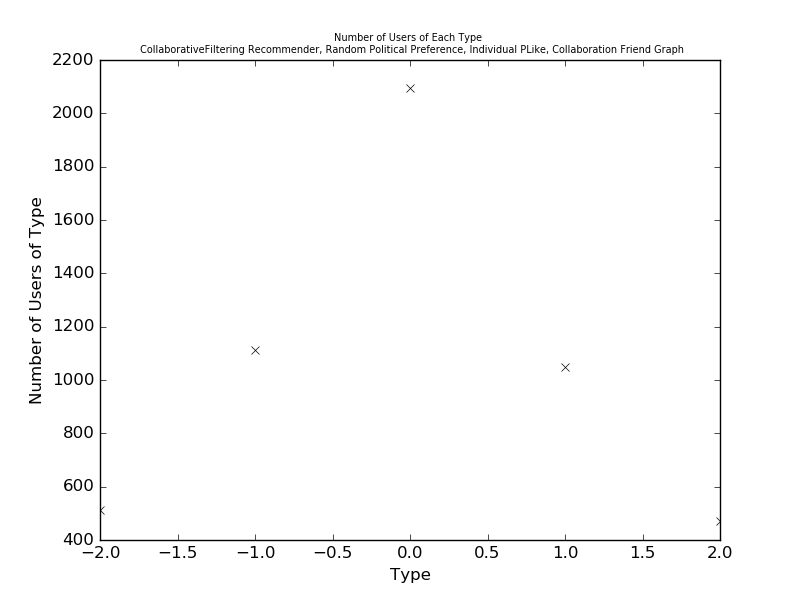 Number of Users of Each Type
CollaborativeFiltering Recommender, Random Political Preference, Individual PLike, Collaboration Friend Graph
2200
2000
1800
1600
1400
1200
1000
800
600
400
Number of Users of Type
−2.0 −1.5 −1.0 −0.5 0.0 0.5 1.0 1.5 2.0
Type